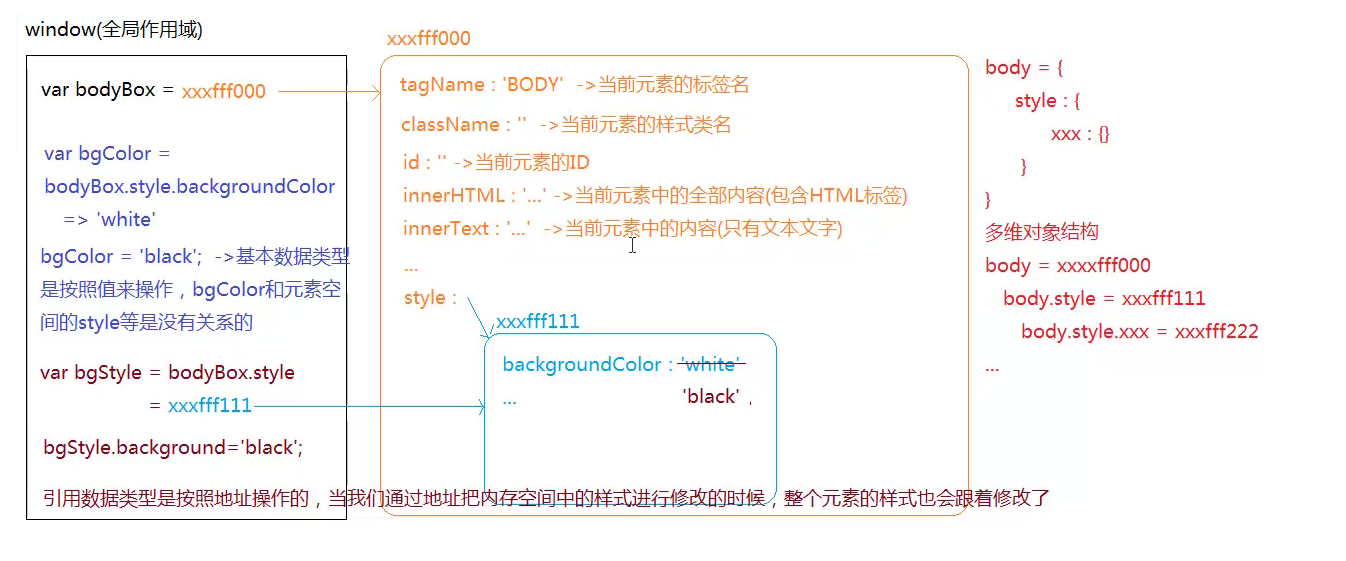 window(全局作用域)
var bodyBox = xxxfff000
var bgColor =
bodyBox.style.backgroundColor
=> 'white'
bgColor = 'black'; ->基本数据类型
是按照值来操作，bgColor和元素空
间的style等是没有关系的
var bgStyle = bodyBox.style
= xxxfff111
bgStyle.background='black';
引用数据类型是按照地址操作的，当我们通过地址把内存空间中的样式进行修改的时候，整个元素的样式也会跟着修改了
xxxfff000
tagName : 'BODY' ->当前元素的标签名
className : '' ->当前元素的样式类名
id : '' ->当前元素的ID
innerHTML : '...' ->当前元素中的全部内容(包含HTML标签)
innerText : '...' ->当前元素中的内容(只有文本文字)
...
style :
xxxfff111
backgroundColor : 'white'
... 'black' .
body = {
style : {
xxx : {}
}
}
多维对象结构
body = xxxxfff000
body.style = xxxfff111
body.style.xxx = xxxfff222
...